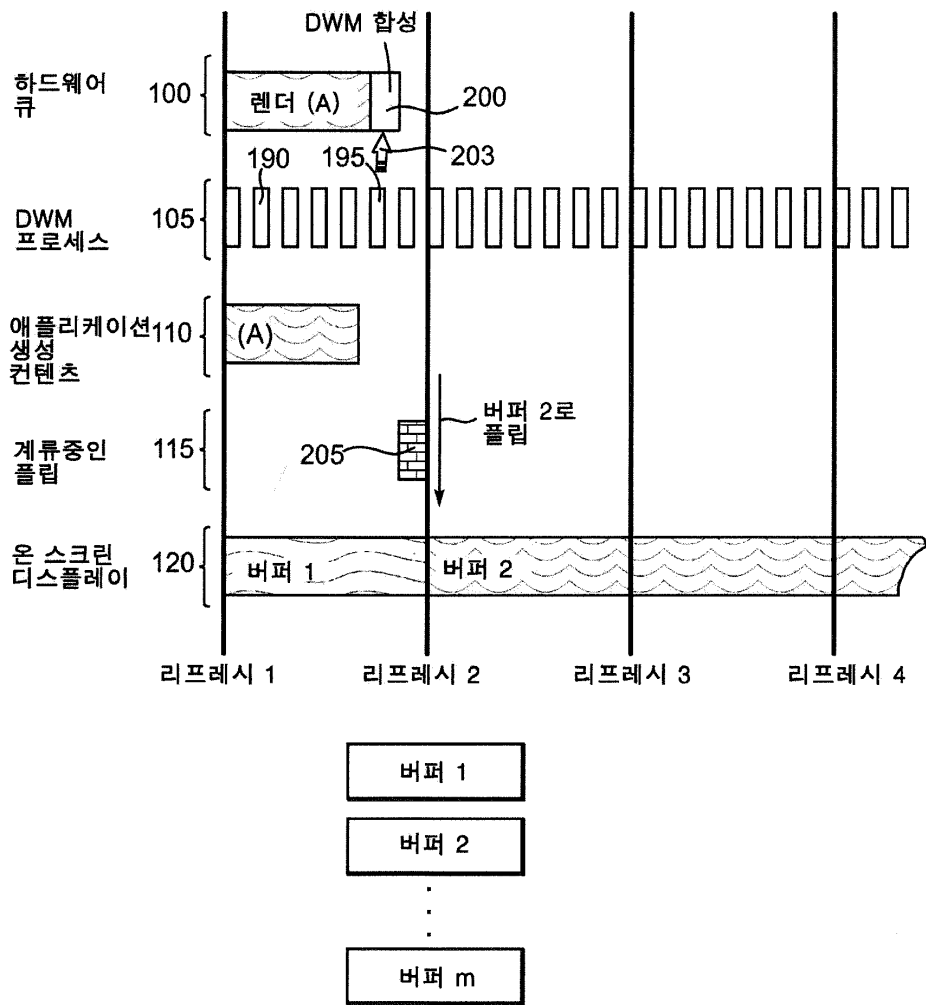 DWM 합성
하드웨어
큐
100
렌더 (A)
200
203
190
195
DWM
프로세스
105
애플리케이션
생성
컨텐츠
110
(A)
버퍼 2로
플립
계류중인
플립
115
205
온 스크린
디스플레이
120
버퍼 1
버퍼 2
리프레시 1
리프레시 2
리프레시 3
리프레시 4
버퍼 1
버퍼 2
버퍼 m